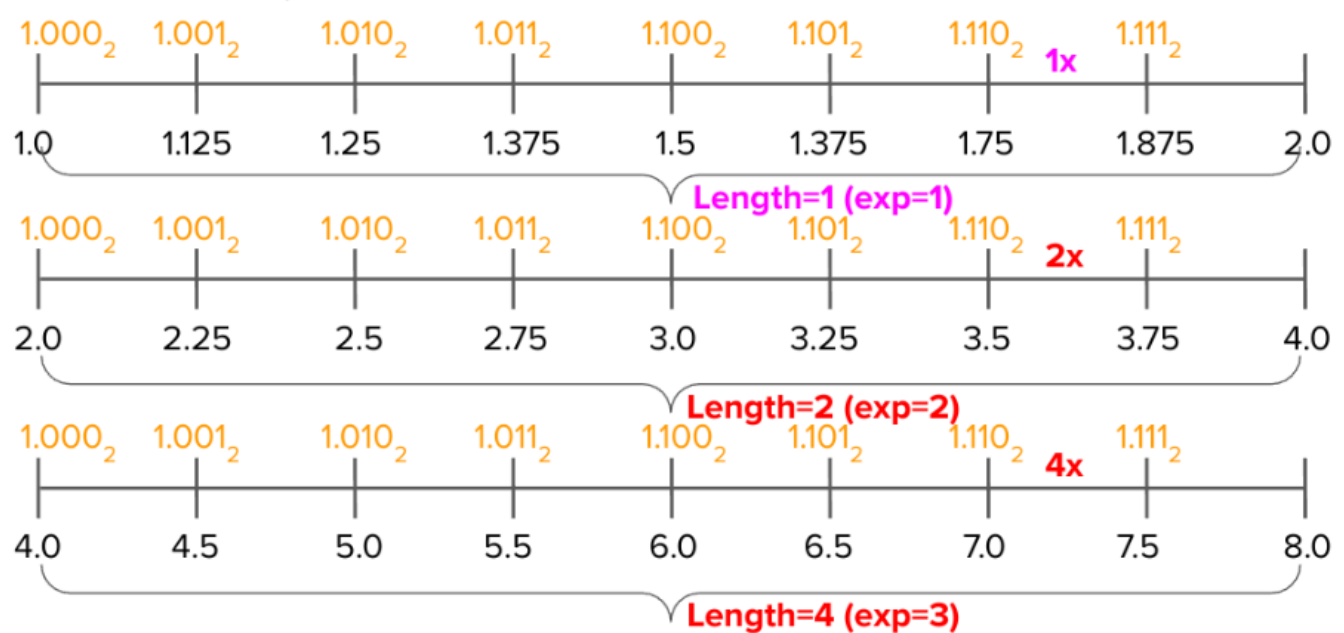 1.000₂ 1.001₂ 1.010₂ 1.011₂ 1.100₂ 1.101₂ 1.110₂ 1x 1.111₂
1.0 1.125 1.25 1.375 1.5 1.375 1.75 1.875 2.0
Length=1 (exp=1)
1.000₂ 1.001₂ 1.010₂ 1.011₂ 1.100₂ 1.101₂ 1.110₂ 2x 1.111₂
2.0 2.25 2.5 2.75 3.0 3.25 3.5 3.75 4.0
Length=2 (exp=2)
1.000₂ 1.001₂ 1.010₂ 1.011₂ 1.100₂ 1.101₂ 1.110₂ 4x 1.111₂
4.0 4.5 5.0 5.5 6.0 6.5 7.0 7.5 8.0
Length=4 (exp=3)